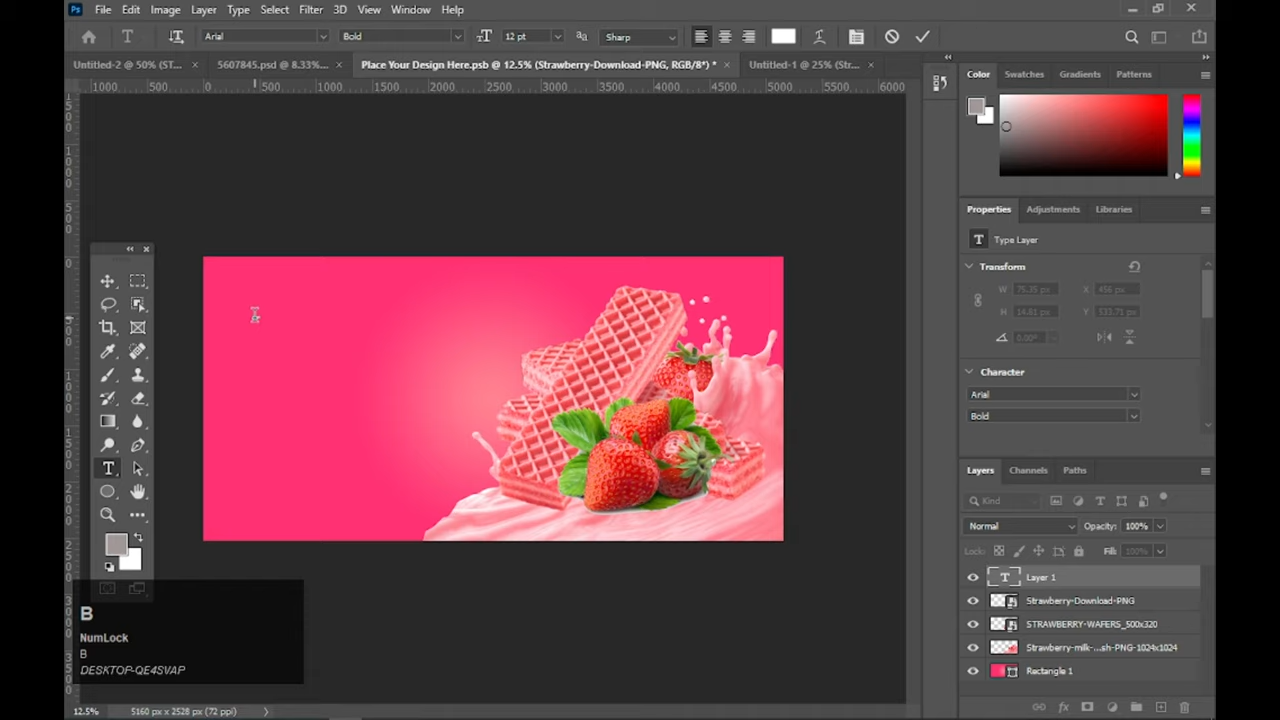 Ps File Edit Image Layer Type Select Filter 3D View Window Help
T Arial Bold 12 pt aa Sharp
Untitled-2 @ 50% (ST... × 5607845.psd @ 8.33%... × Place Your Design Here.psb @ 12.5% (Strawberry-Download-PNG, RGB/8*) * × Untitled-1 @ 25% (Str... ×
1000 500 0 500 1000 1500 2000 2500 3000 3500 4000 4500 5000 5500 6000
Color Swatches Gradients Patterns
Properties Adjustments Libraries
T Type Layer
Transform
W 75.35 px X 456 px
H 14.81 px Y 533.71 px
0.00°
Character
Arial
Bold
Layers Channels Paths
Kind
Normal Opacity: 100%
Lock: Fill: 100%
T Layer 1
Strawberry-Download-PNG
STRAWBERRY-WAFERS_500x320
Strawberry-milk-...sh-PNG-1024x1024
Rectangle 1
B
NumLock
B
DESKTOP-QE4SVAP
12.5% 5160 px x 2528 px (72 ppi)